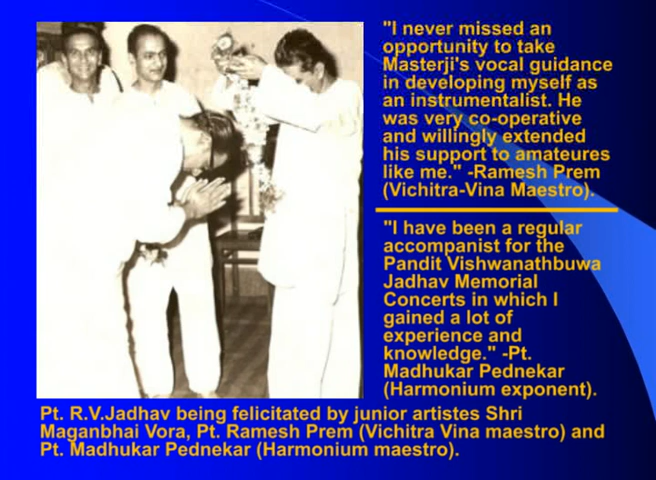 "I never missed an
opportunity to take
Masterji's vocal guidance
in developing myself as
an instrumentalist. He
was very co-operative
and willingly extended
his support to amateures
like me." -Ramesh Prem
(Vichitra-Vina Maestro).
"I have been a regular
accompanist for the
Pandit Vishwanathbuwa
Jadhav Memorial
Concerts in which I
gained a lot of
experience and
knowledge." -Pt.
Madhukar Pednekar
(Harmonium exponent).
Pt. R.V.Jadhav being felicitated by junior artistes Shri
Maganbhai Vora, Pt. Ramesh Prem (Vichitra Vina maestro) and
Pt. Madhukar Pednekar (Harmonium maestro).